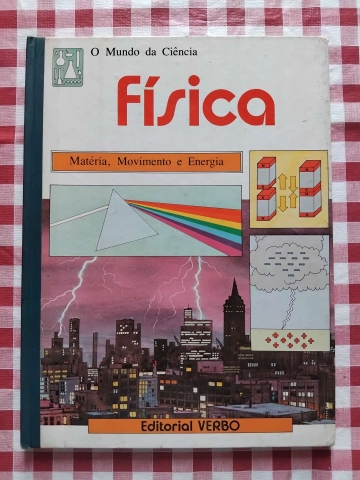 O Mundo da Ciência
Física
Matéria, Movimento e Energia
Editorial VERBO